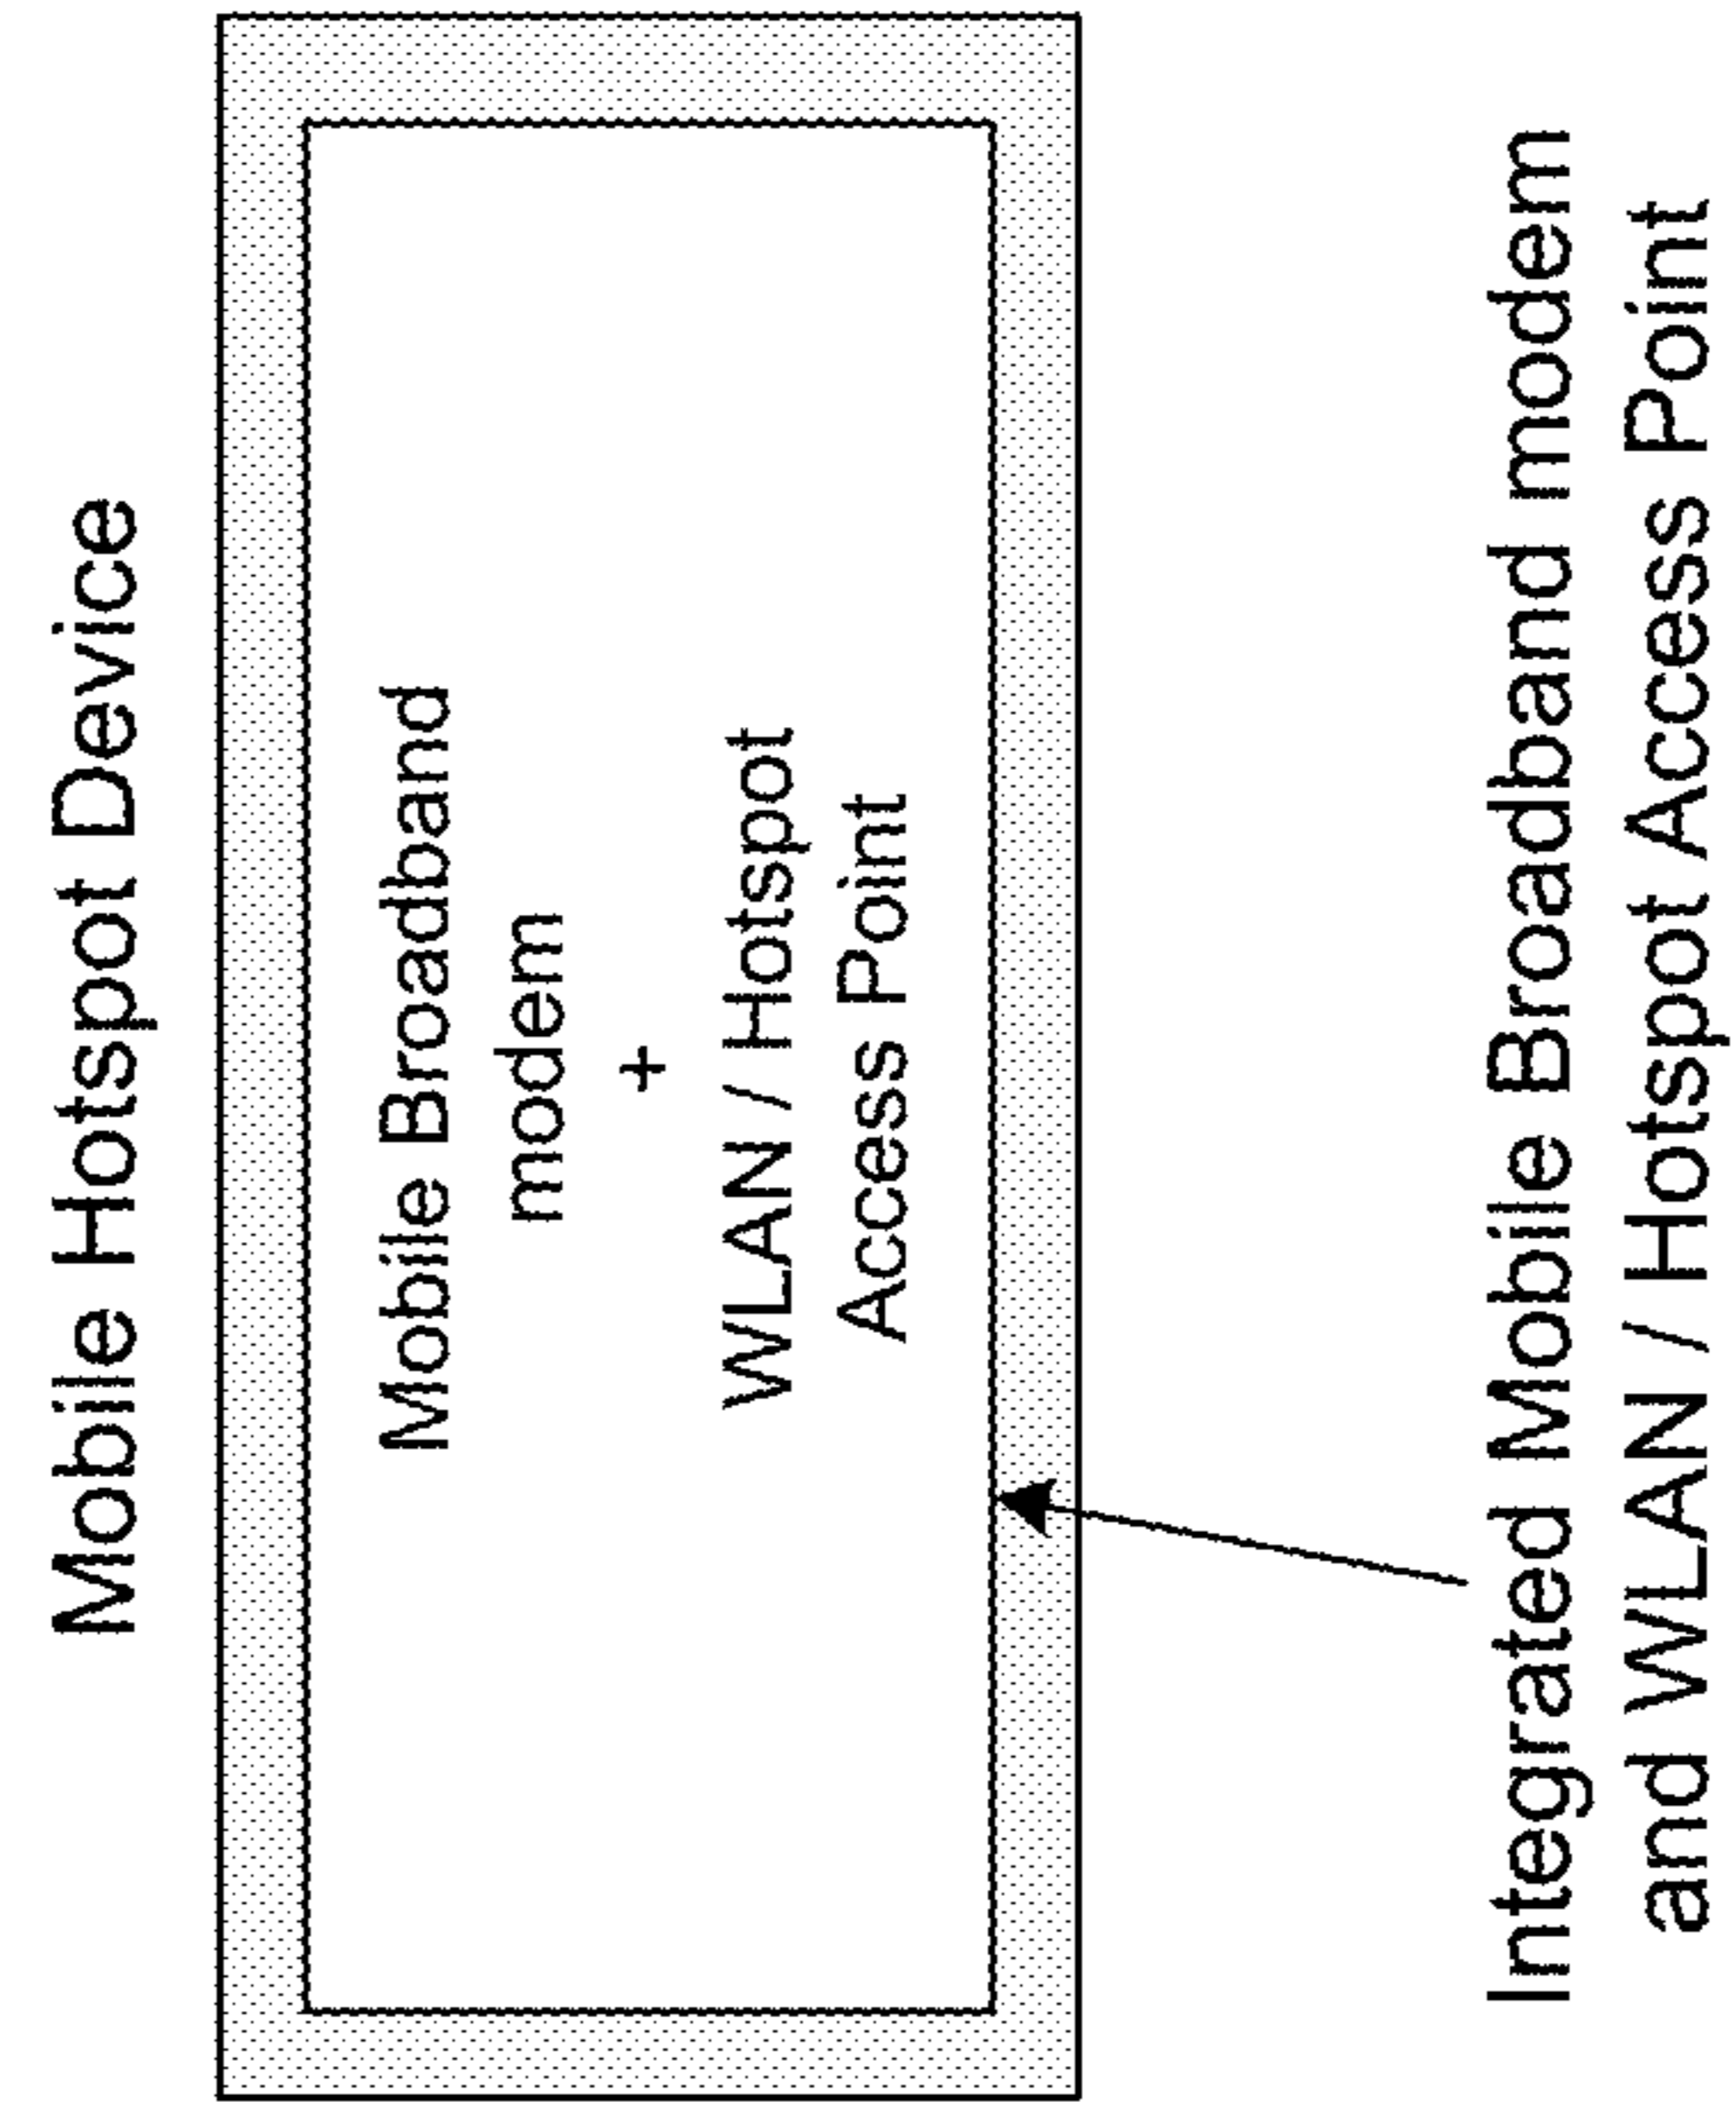 Mobile Hotspot Device
Mobile Broadband
modem
+
WLAN / Hotspot
Access Point
Integrated Mobile Broadband modem
and WLAN / Hotspot Access Point